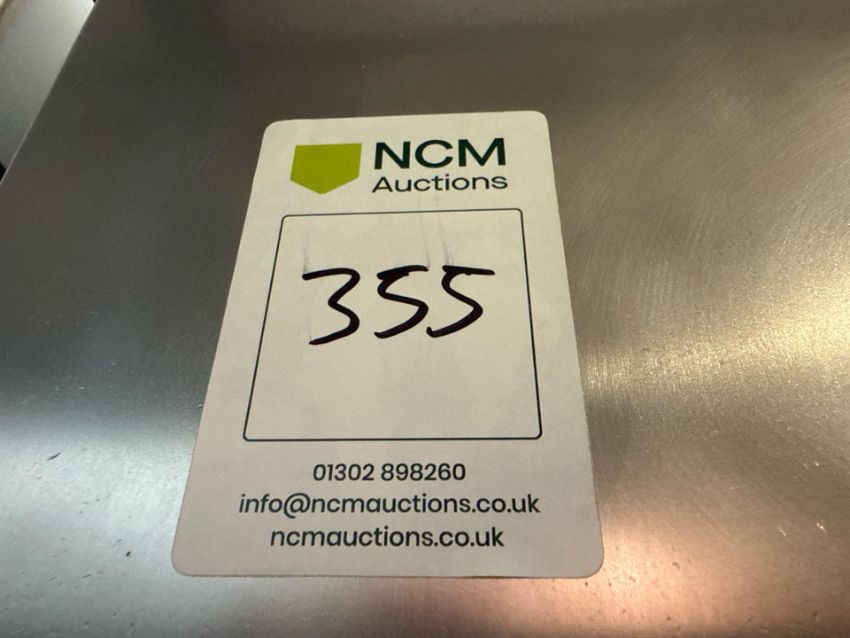 NCM
Auctions
355
01302 898260
info@ncmauctions.co.uk
ncmauctions.co.uk